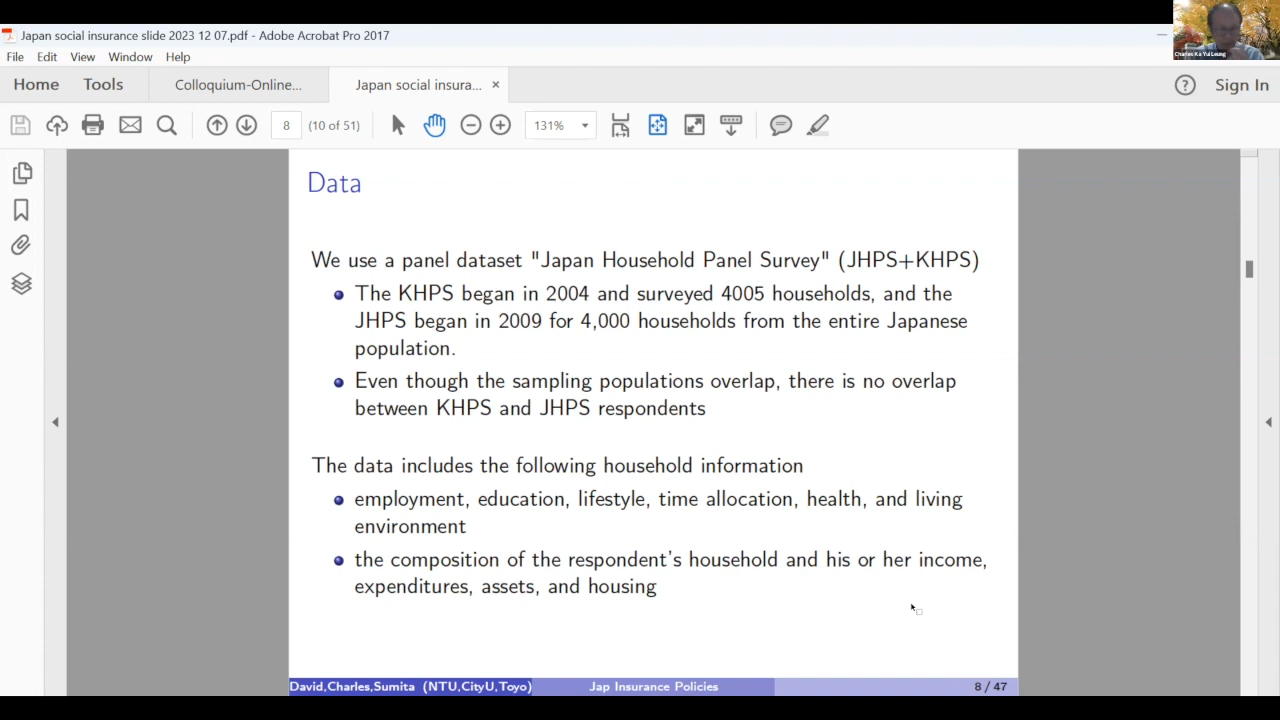 Japan social insurance slide 2023 12 07.pdf - Adobe Acrobat Pro 2017
Charles Ka Yui Leung
File Edit View Window Help
Home Tools Colloquium-Online... Japan social insura... × ? Sign In
8 (10 of 51) 131%
Data
We use a panel dataset "Japan Household Panel Survey" (JHPS+KHPS)
The KHPS began in 2004 and surveyed 4005 households, and the
JHPS began in 2009 for 4,000 households from the entire Japanese
population.
Even though the sampling populations overlap, there is no overlap
between KHPS and JHPS respondents
The data includes the following household information
employment, education, lifestyle, time allocation, health, and living
environment
the composition of the respondent's household and his or her income,
expenditures, assets, and housing
David,Charles,Sumita (NTU,CityU,Toyo) Jap Insurance Policies 8 / 47